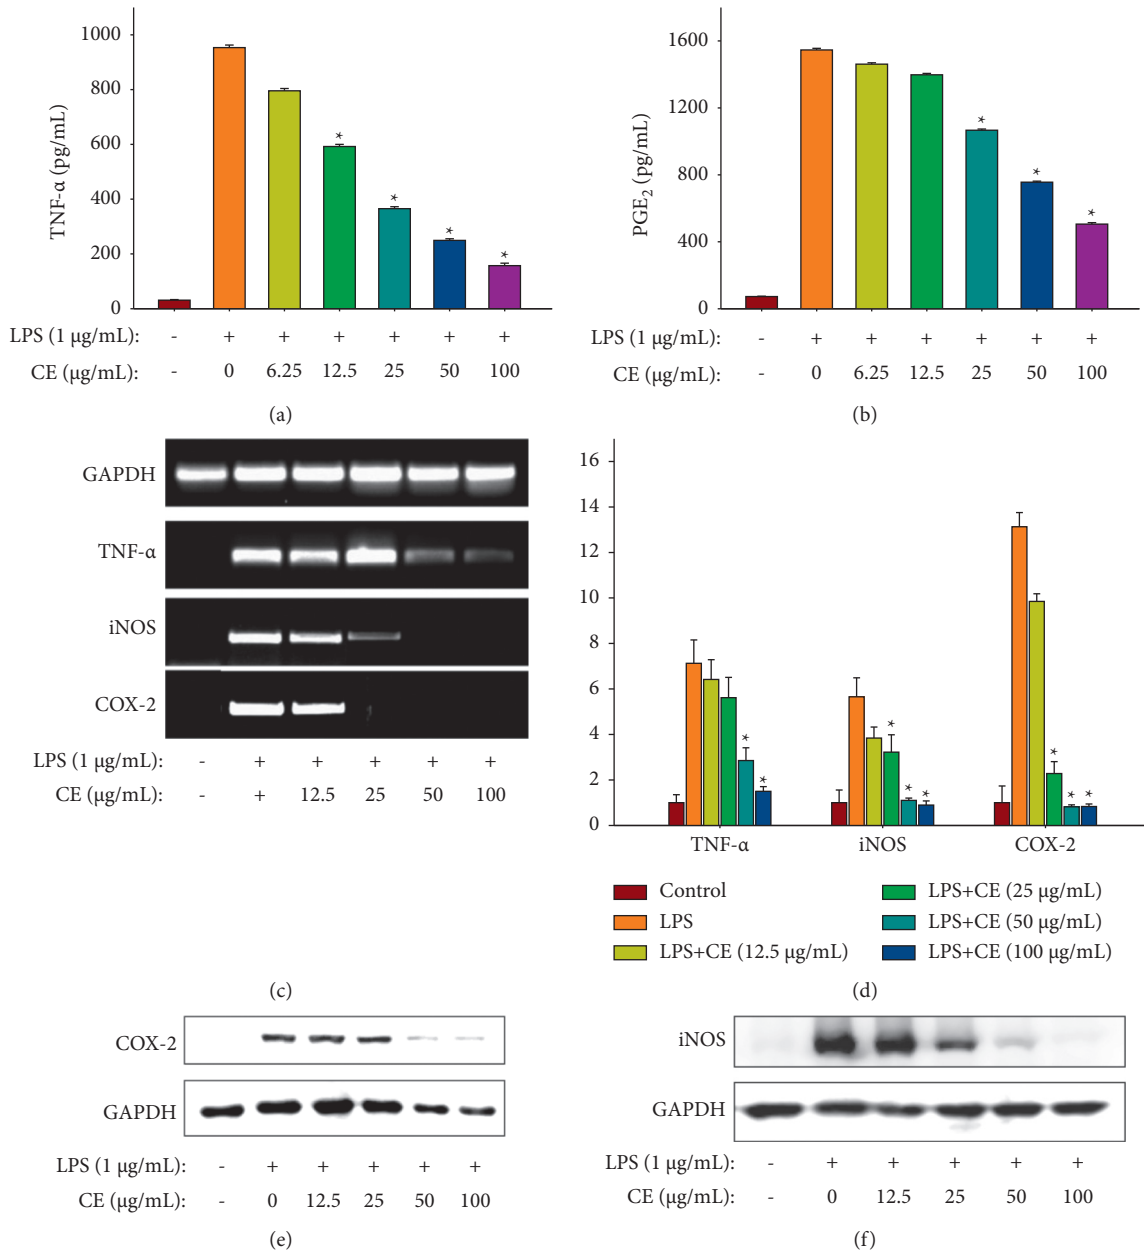 1000
800
600
400
200
0
TNF-α (pg/mL)
* * * *
LPS (1 μg/mL): - + + + + + +
CE (μg/mL): - 0 6.25 12.5 25 50 100
(a)
1600
1200
800
400
0
PGE2 (pg/mL)
* * *
LPS (1 μg/mL): - + + + + + +
CE (μg/mL): - 0 6.25 12.5 25 50 100
(b)
GAPDH
TNF-α
iNOS
COX-2
LPS (1 μg/mL): - + + + + +
CE (μg/mL): - + 12.5 25 50 100
(c)
16
14
12
10
8
6
4
2
0
* * * * * * * *
TNF-α iNOS COX-2
Control
LPS
LPS+CE (12.5 μg/mL)
LPS+CE (25 μg/mL)
LPS+CE (50 μg/mL)
LPS+CE (100 μg/mL)
(d)
COX-2
GAPDH
LPS (1 μg/mL): - + + + + +
CE (μg/mL): - 0 12.5 25 50 100
(e)
iNOS
GAPDH
LPS (1 μg/mL): - + + + + +
CE (μg/mL): - 0 12.5 25 50 100
(f)